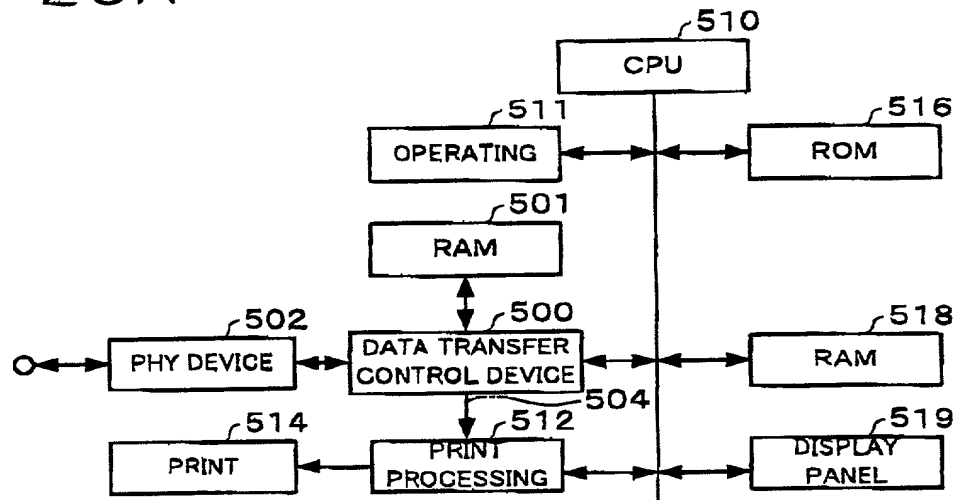 510
CPU
511
OPERATING
516
ROM
501
RAM
502
PHY DEVICE
500
DATA TRANSFER
CONTROL DEVICE
518
RAM
504
514
PRINT
512
PRINT
PROCESSING
519
DISPLAY
PANEL